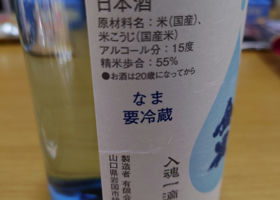 日本酒
原材料名：米(国産)、
米こうじ(国産米)
アルコール分：15度
精米歩合：55%
●お酒は20歳になってから
なま
要冷蔵
入魂一滴
製造者 有限会
山口県岩国市